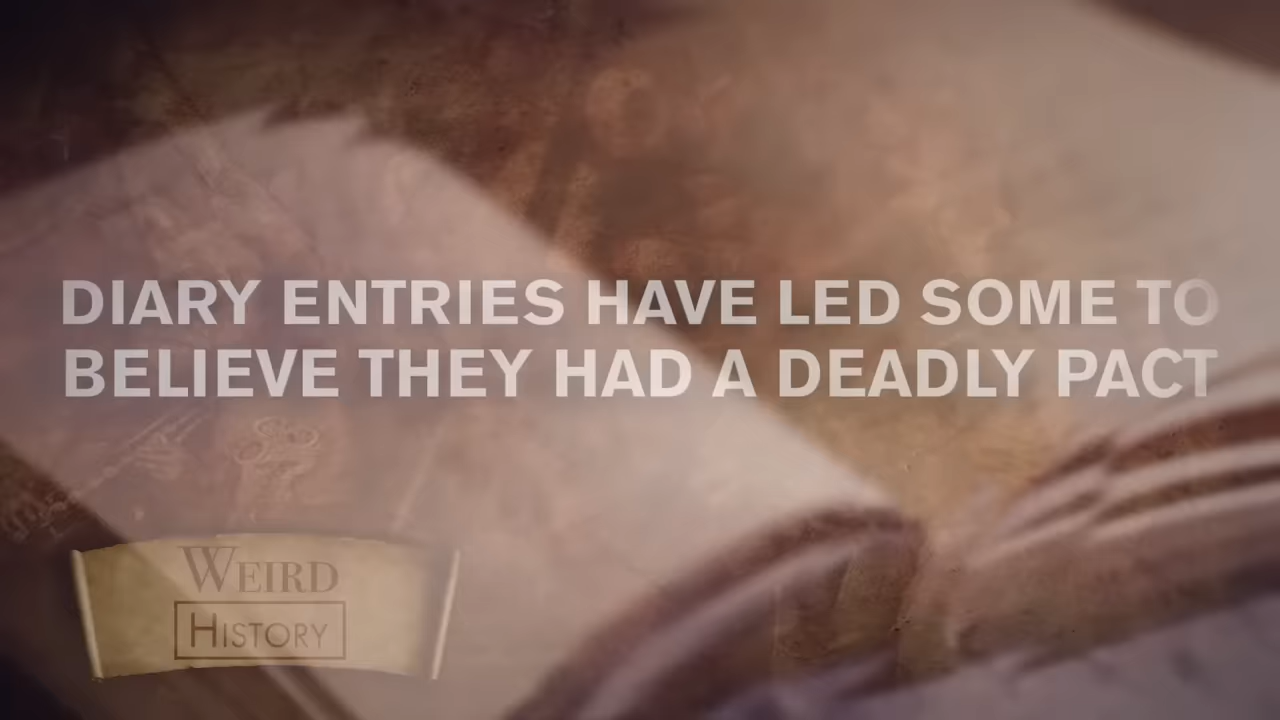 DIARY ENTRIES HAVE LED SOME TO
BELIEVE THEY HAD A DEADLY PACT
WEIRD
HISTORY